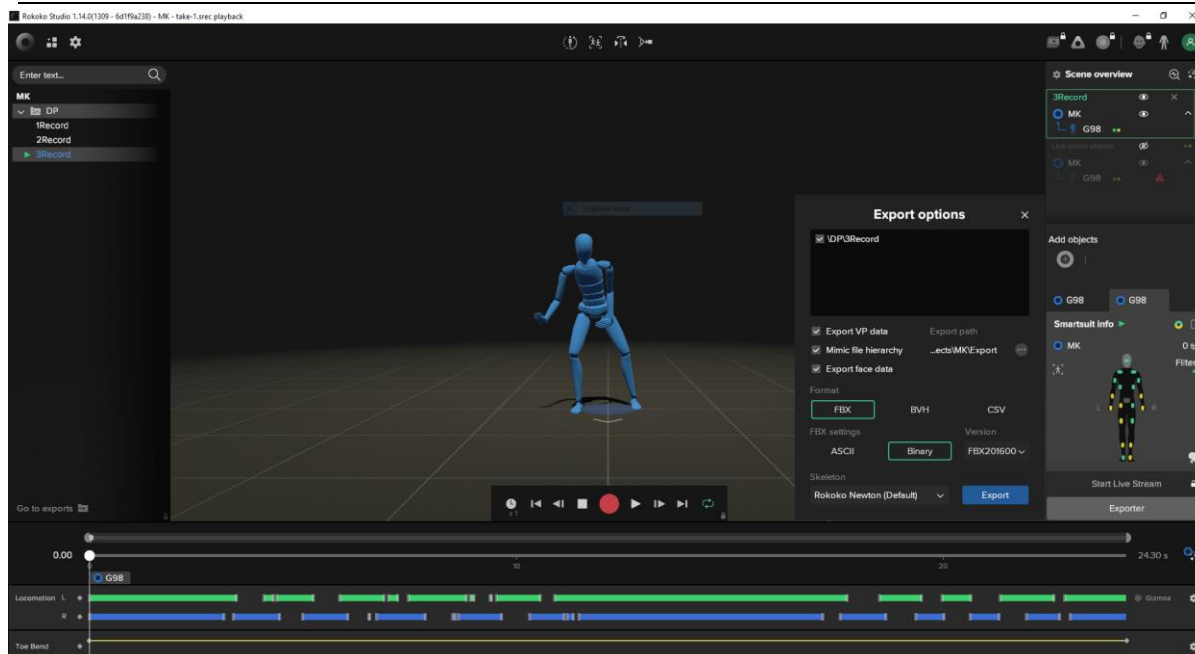 Rokoko Studio 1.14.0(1309 - 6d1f9a238) - MK - take-1.srec playback
Enter text...
MK
DP
1Record
2Record
3Record
Go to exports
Scene overview
3Record
MK
G98
Live scene objects
MK
G98
Add objects
G98 G98
Smartsuit info
MK
Filter
L R
Start Live Stream
Exporter
Export options
\DP\3Record
Export VP data Export path
Mimic file hierarchy ...ects\MK\Export
Export face data
Format
FBX BVH CSV
FBX settings Version
ASCII Binary FBX201600
Skeleton
Rokoko Newton (Default) Export
x 1
0.00 0 10 20 24.30 s
G98
Locomotion L Gizmos
R
Toe Bend